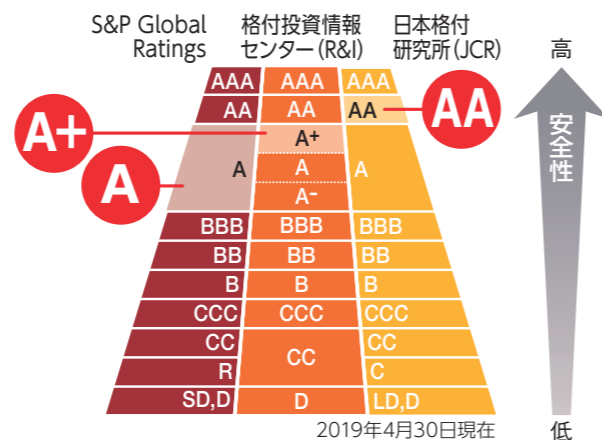 S&P Global
Ratings
格付投資情報
センター(R&I)
日本格付
研究所(JCR)
高
AAA AAA AAA
AA AA AA
AA
A+
A+
A
A A A
A-
BBB BBB BBB
BB BB BB
B B B
CCC CCC CCC
CC CC CC
R C
SD,D D LD,D
安全性
低
2019年4月30日現在